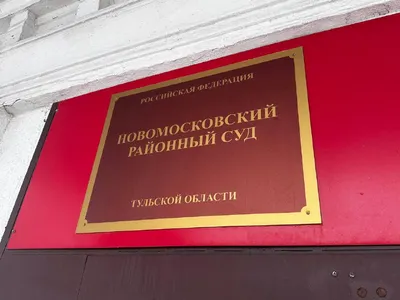 РОССИЙСКАЯ ФЕДЕРАЦИЯ
НОВОМОСКОВСКИЙ
РАЙОННЫЙ СУД
ТУЛЬСКОЙ ОБЛАСТИ